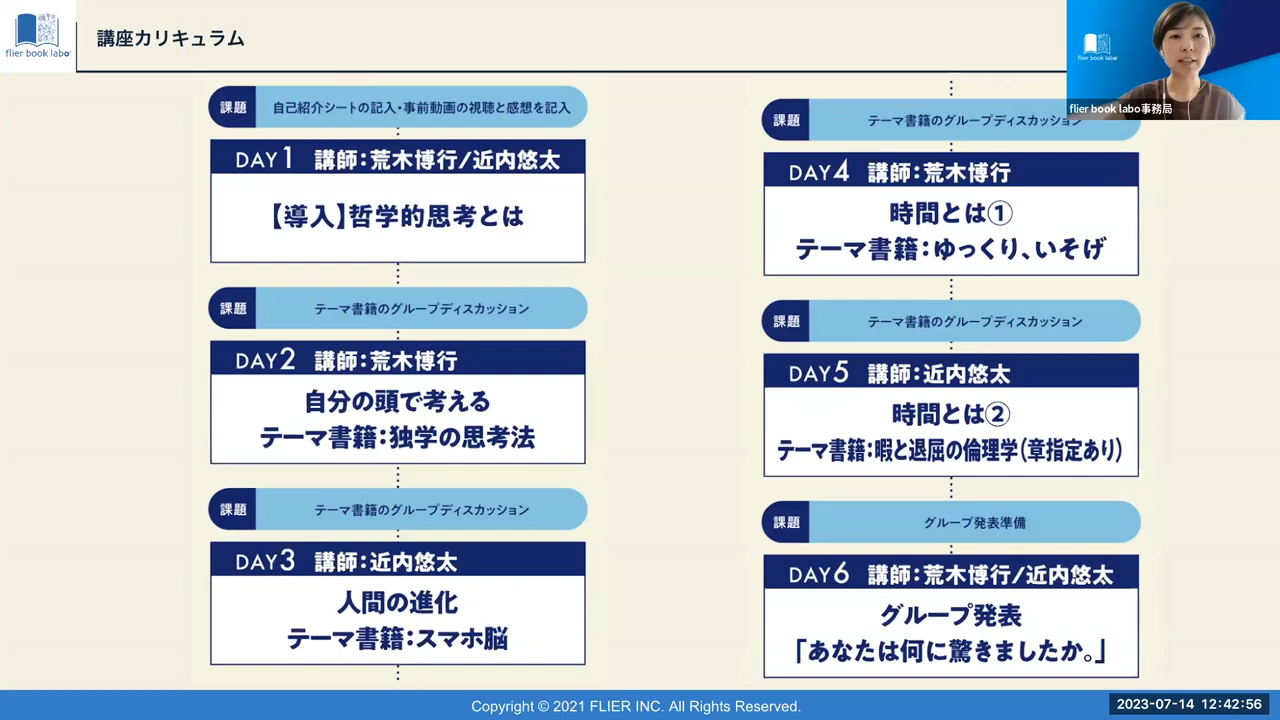 flier book labo
講座カリキュラム
課題 自己紹介シートの記入・事前動画の視聴と感想を記入
DAY1 講師：荒木博行/近内悠太
【導入】哲学的思考とは
課題 テーマ書籍のグループディスカッション
DAY2 講師：荒木博行
自分の頭で考える
テーマ書籍：独学の思考法
課題 テーマ書籍のグループディスカッション
DAY3 講師：近内悠太
人間の進化
テーマ書籍：スマホ脳
課題 テーマ書籍のグループディスカッション
DAY4 講師：荒木博行
時間とは①
テーマ書籍：ゆっくり、いそげ
課題 テーマ書籍のグループディスカッション
DAY5 講師：近内悠太
時間とは②
テーマ書籍：暇と退屈の倫理学（章指定あり）
課題 グループ発表準備
DAY6 講師：荒木博行/近内悠太
グループ発表
「あなたは何に驚きましたか。」
flier book labo
flier book labo事務局
Copyright © 2021 FLIER INC. All Rights Reserved.
2023-07-14 12:42:56